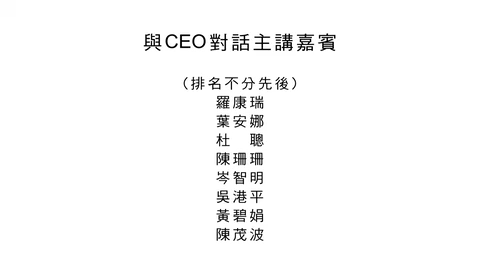 與CEO對話主講嘉賓
（排名不分先後）
羅康瑞
葉安娜
杜　聰
陳珊珊
岑智明
吳港平
黃碧娟
陳茂波